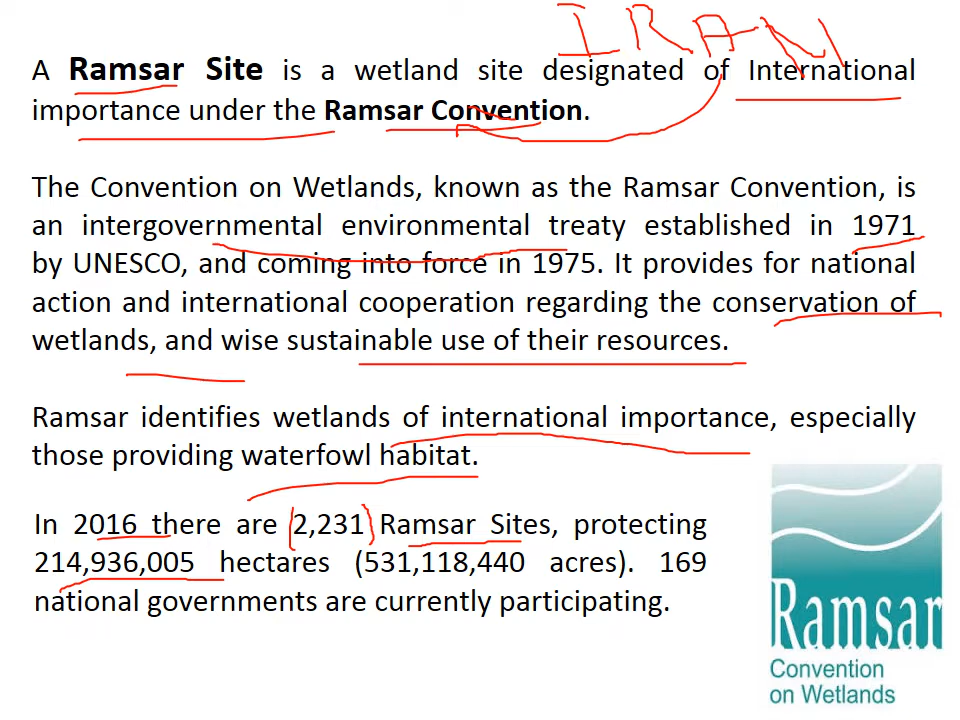 IRAN
A Ramsar Site is a wetland site designated of International
importance under the Ramsar Convention.
The Convention on Wetlands, known as the Ramsar Convention, is
an intergovernmental environmental treaty established in 1971
by UNESCO, and coming into force in 1975. It provides for national
action and international cooperation regarding the conservation of
wetlands, and wise sustainable use of their resources.
Ramsar identifies wetlands of international importance, especially
those providing waterfowl habitat.
In 2016 there are (2,231) Ramsar Sites, protecting
214,936,005 hectares (531,118,440 acres). 169
national governments are currently participating.
Ramsar
Convention
on Wetlands